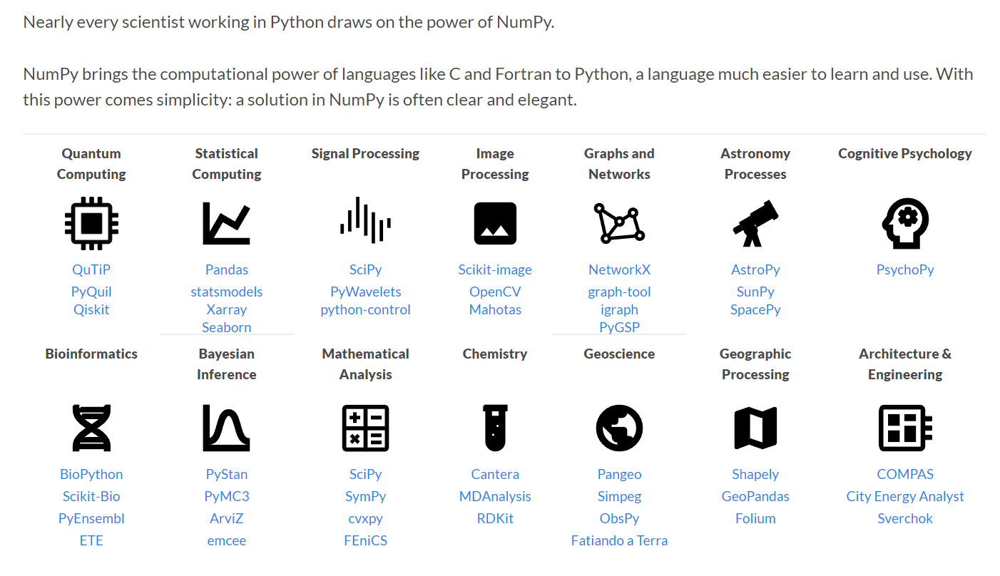 Nearly every scientist working in Python draws on the power of NumPy.
NumPy brings the computational power of languages like C and Fortran to Python, a language much easier to learn and use. With
this power comes simplicity: a solution in NumPy is often clear and elegant.
Quantum
Computing
Statistical
Computing
Signal Processing
Image
Processing
Graphs and
Networks
Astronomy
Processes
Cognitive Psychology
QuTiP
PyQuil
Qiskit
Pandas
statsmodels
Xarray
Seaborn
SciPy
PyWavelets
python-control
Scikit-image
OpenCV
Mahotas
NetworkX
graph-tool
igraph
PyGSP
AstroPy
SunPy
SpacePy
PsychoPy
Bioinformatics
Bayesian
Inference
Mathematical
Analysis
Chemistry
Geoscience
Geographic
Processing
Architecture &
Engineering
BioPython
Scikit-Bio
PyEnsembl
ETE
PyStan
PyMC3
ArviZ
emcee
SciPy
SymPy
cvxpy
FEniCS
Cantera
MDAnalysis
RDKit
Pangeo
Simpeg
ObsPy
Fatiando a Terra
Shapely
GeoPandas
Folium
COMPAS
City Energy Analyst
Sverchok